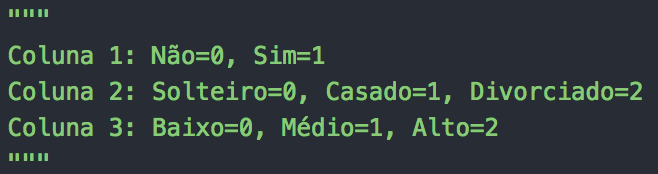 """
Coluna 1: Não=0, Sim=1
Coluna 2: Solteiro=0, Casado=1, Divorciado=2
Coluna 3: Baixo=0, Médio=1, Alto=2
"""